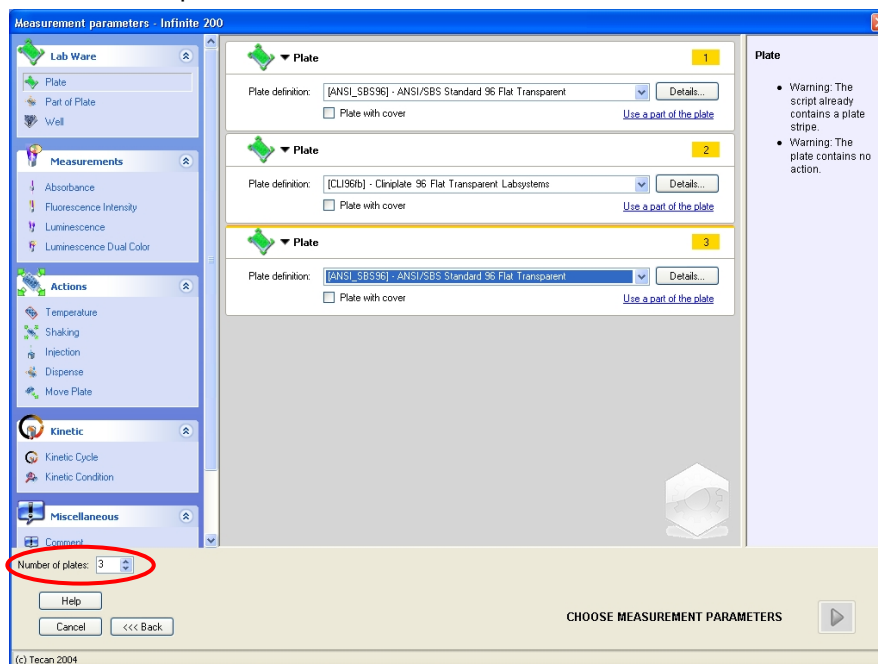 Measurement parameters - Infinite 200
Lab Ware
Plate
Part of Plate
Well
Measurements
Absorbance
Fluorescence Intensity
Luminescence
Luminescence Dual Color
Actions
Temperature
Shaking
Injection
Dispense
Move Plate
Kinetic
Kinetic Cycle
Kinetic Condition
Miscellaneous
Comment
Plate 1
Plate definition: [ANSI_SBS96] - ANSI/SBS Standard 96 Flat Transparent Details...
Plate with cover Use a part of the plate
Plate 2
Plate definition: [CLI96fb] - Cliniplate 96 Flat Transparent Labsystems Details...
Plate with cover Use a part of the plate
Plate 3
Plate definition: [ANSI_SBS96] - ANSI/SBS Standard 96 Flat Transparent Details...
Plate with cover Use a part of the plate
Plate
• Warning: The
script already
contains a plate
stripe.
• Warning: The
plate contains no
action.
Number of plates: 3
Help
Cancel <<< Back
CHOOSE MEASUREMENT PARAMETERS
(c) Tecan 2004